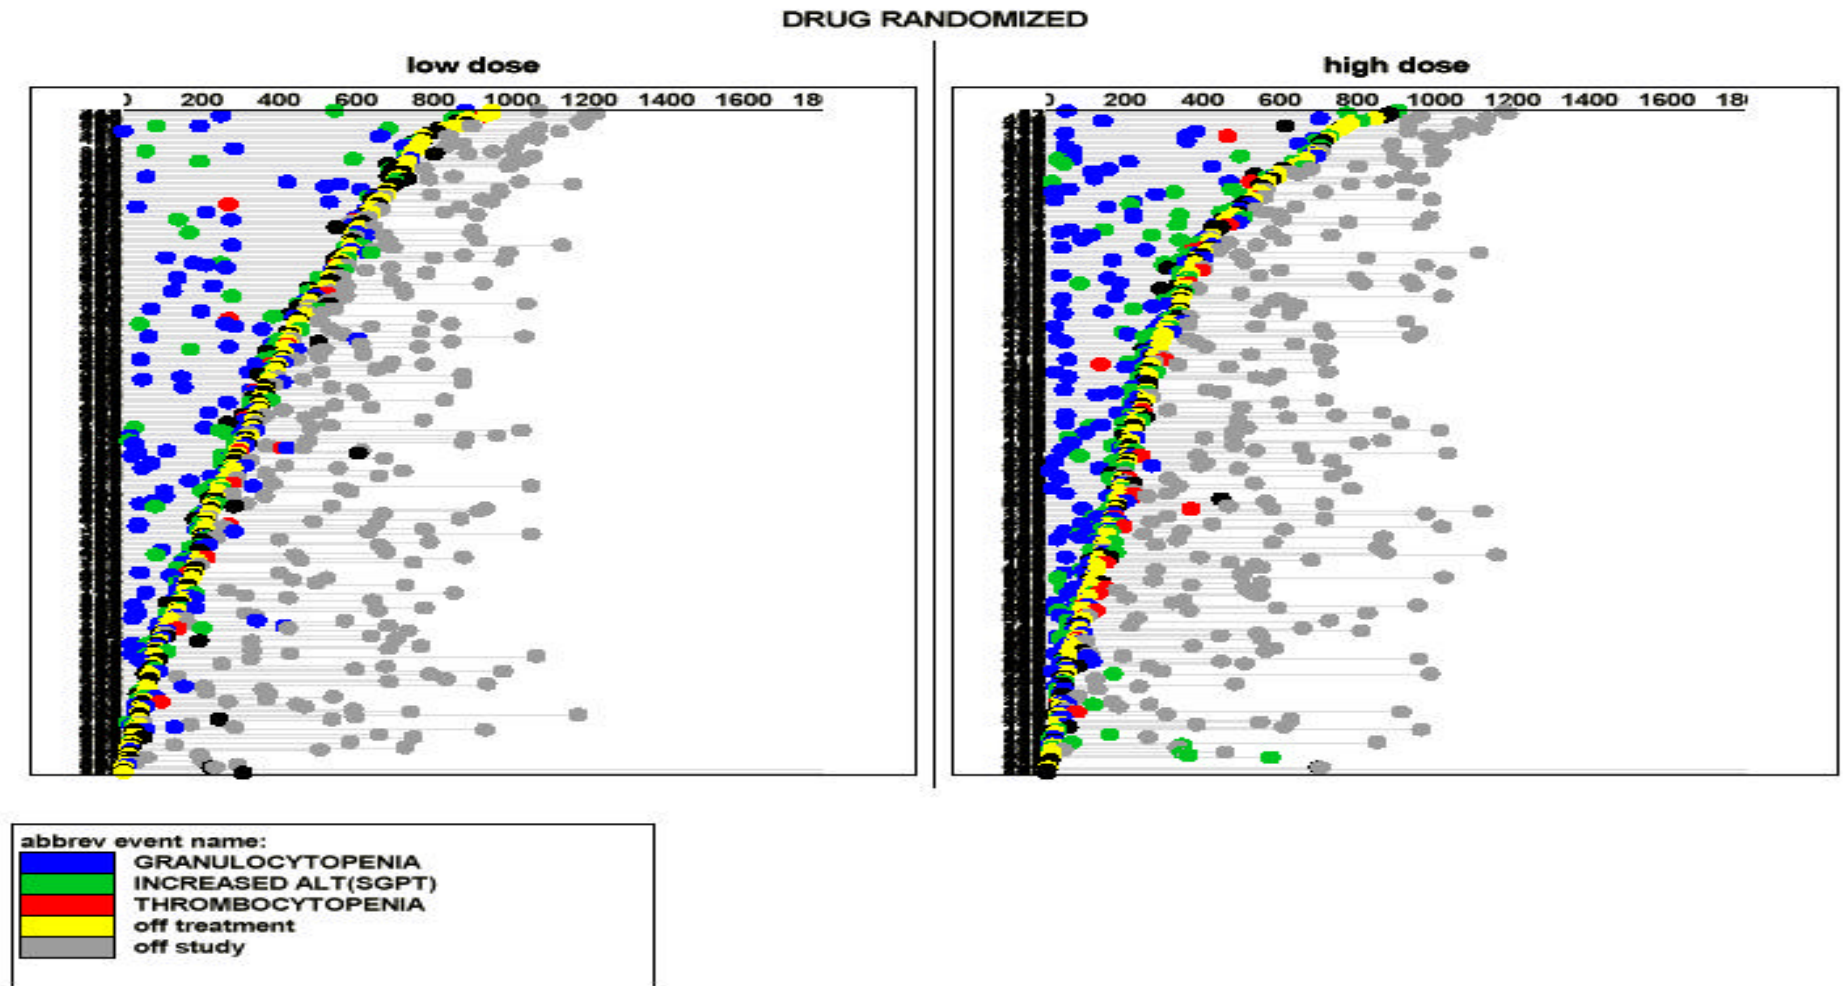 DRUG RANDOMIZED
low dose
high dose
200 400 600 800 1000 1200 1400 1600
200 400 600 800 1000 1200 1400 1600
abbrev event name:
GRANULOCYTOPENIA
INCREASED ALT(SGPT)
THROMBOCYTOPENIA
off treatment
off study